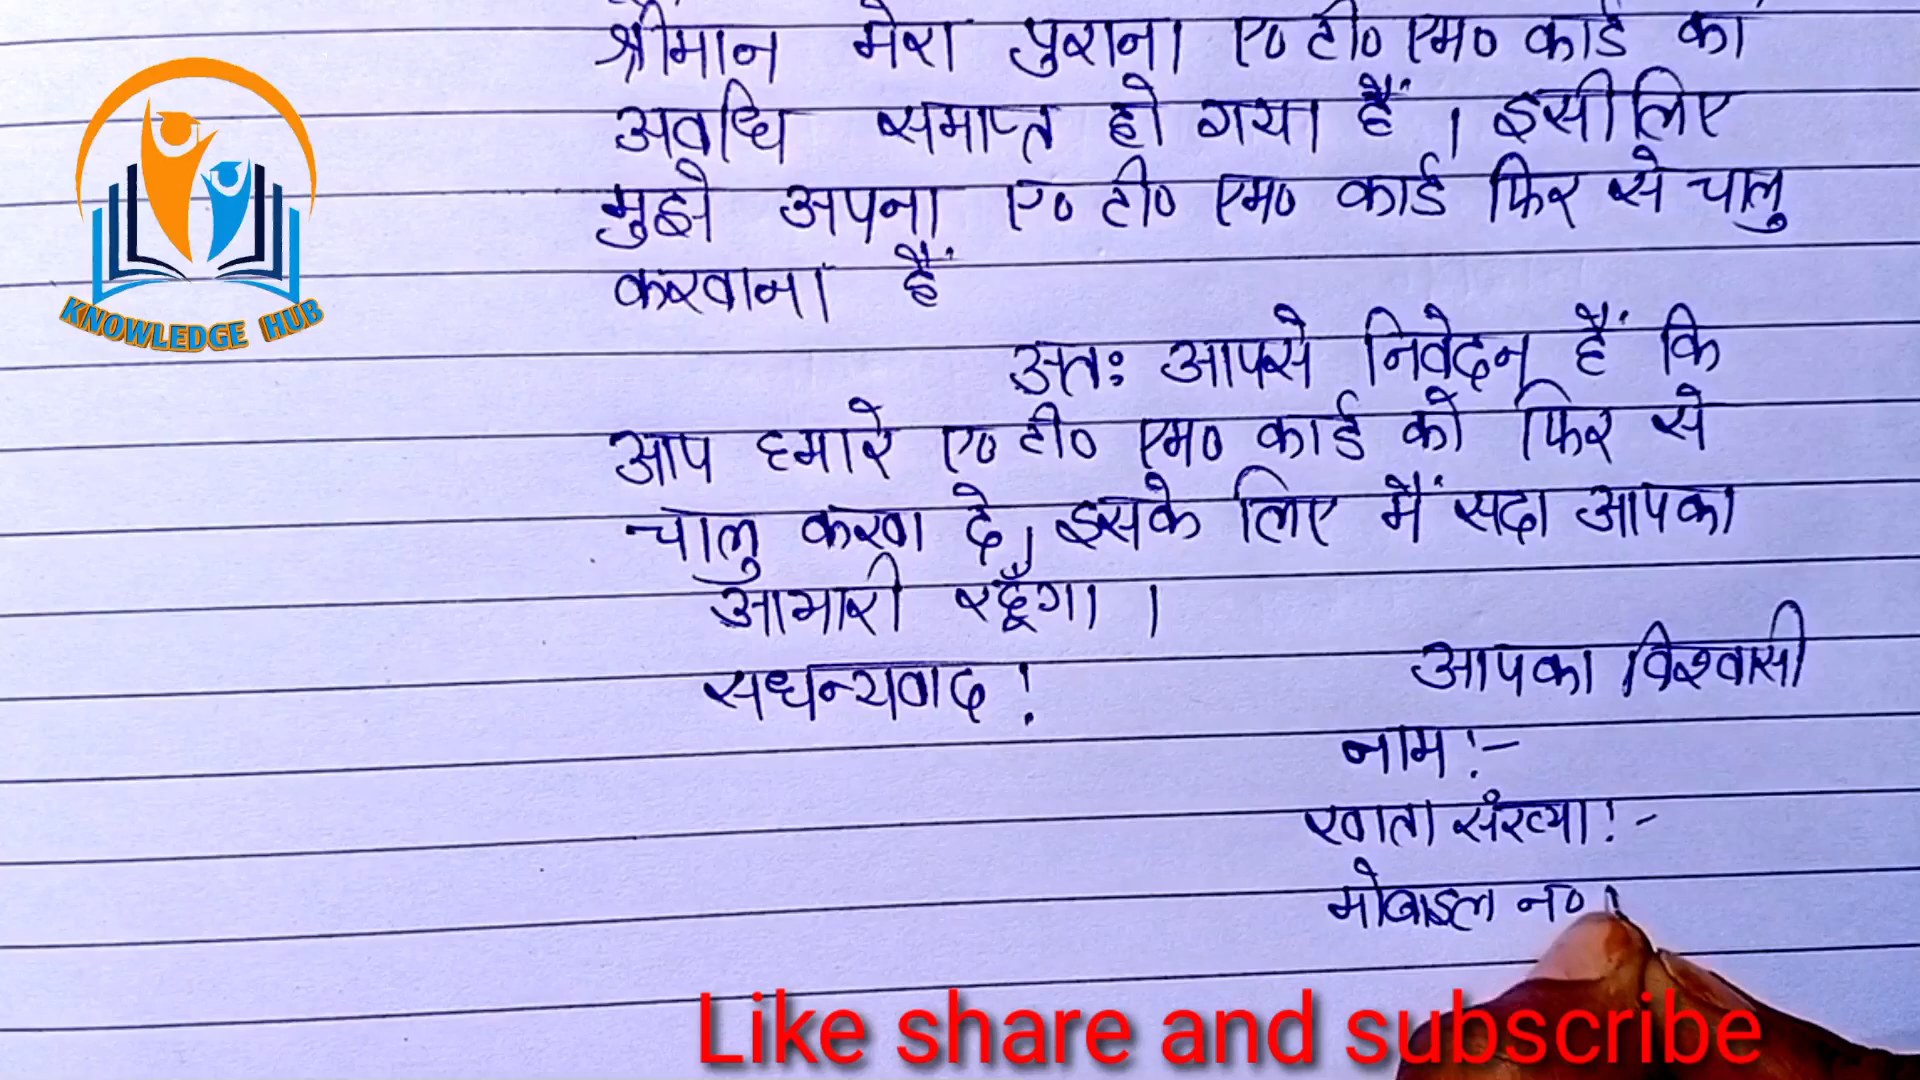 श्रीमान मेरा पुराना ए० टी० एम० कार्ड का
अवधि समाप्त हो गया हैं । इसीलिए
मुझे अपना ए० टी० एम० कार्ड फिर से चालु
करवाना हैं
अतः आपसे निवेदन हैं कि
आप हमारे ए० टी० एम० कार्ड को फिर से
चालु करवा दे। इसके लिए मैं सदा आपका
आभारी रहूँगा ।
सधन्यवाद !
आपका विश्वासी
नाम :-
खाता संख्या :-
मोबाइल न०
KNOWLEDGE HUB
Like share and subscribe